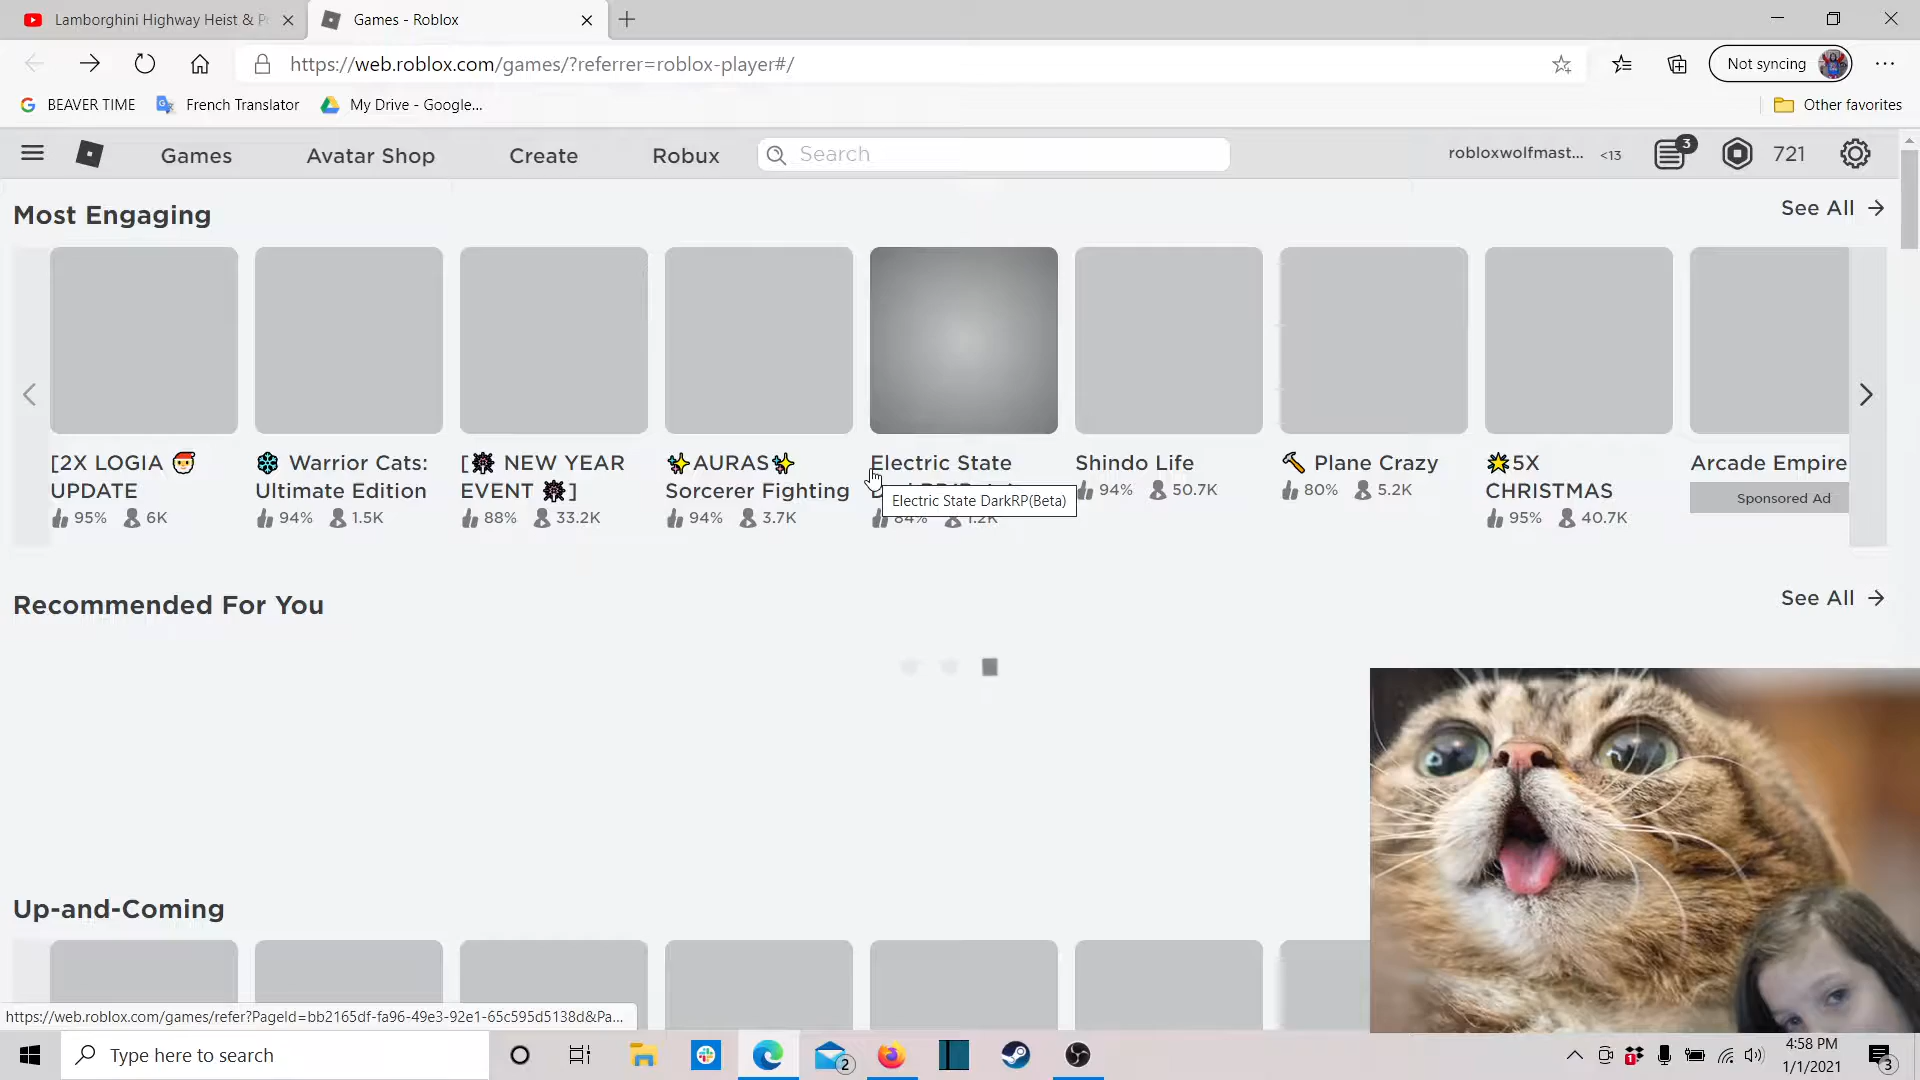 Lamborghini Highway Heist & P
Games - Roblox
https://web.roblox.com/games/?referrer=roblox-player#/
Not syncing
BEAVER TIME
French Translator
My Drive - Google...
Other favorites
Games
Avatar Shop
Create
Robux
Search
robloxwolfmast...
<13
3
721
Most Engaging
See All
[2X LOGIA 🎅
UPDATE
95% 6K
❄ Warrior Cats:
Ultimate Edition
94% 1.5K
[🎆 NEW YEAR
EVENT 🎆]
88% 33.2K
✨AURAS✨
Sorcerer Fighting
94% 3.7K
Electric State
Electric State DarkRP(Beta)
84% 1.2K
Shindo Life
94% 50.7K
🔨 Plane Crazy
80% 5.2K
🌟5X
CHRISTMAS
95% 40.7K
Arcade Empire
Sponsored Ad
Recommended For You
See All
Up-and-Coming
https://web.roblox.com/games/refer?PageId=bb2165df-fa96-49e3-92e1-65c595d5138d&Pa...
Type here to search
2
1
4:58 PM
1/1/2021
3